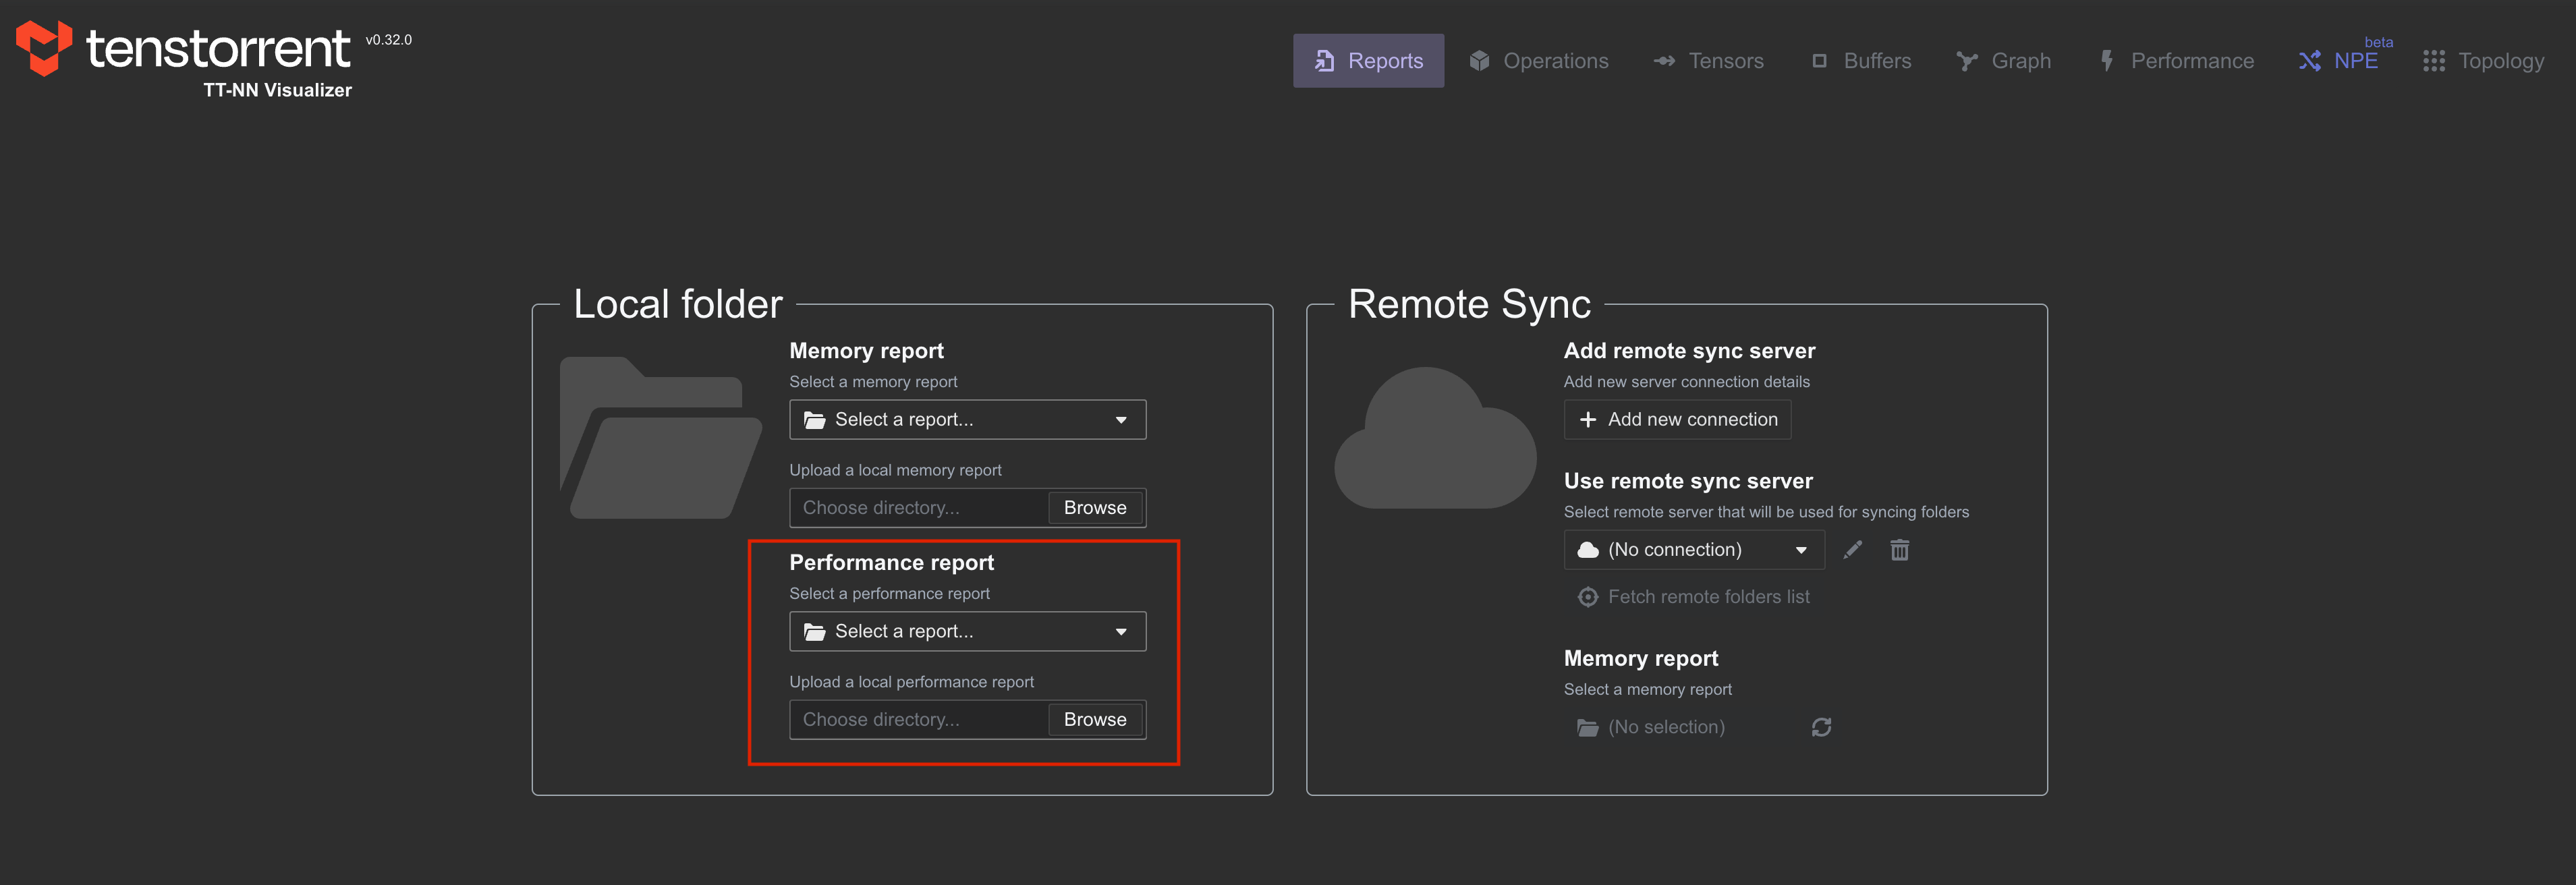 tenstorrent v0.32.0
TT-NN Visualizer
Reports Operations Tensors Buffers Graph Performance NPE beta Topology
Local folder
Memory report
Select a memory report
Select a report...
Upload a local memory report
Choose directory... Browse
Performance report
Select a performance report
Select a report...
Upload a local performance report
Choose directory... Browse
Remote Sync
Add remote sync server
Add new server connection details
Add new connection
Use remote sync server
Select remote server that will be used for syncing folders
(No connection)
Fetch remote folders list
Memory report
Select a memory report
(No selection)